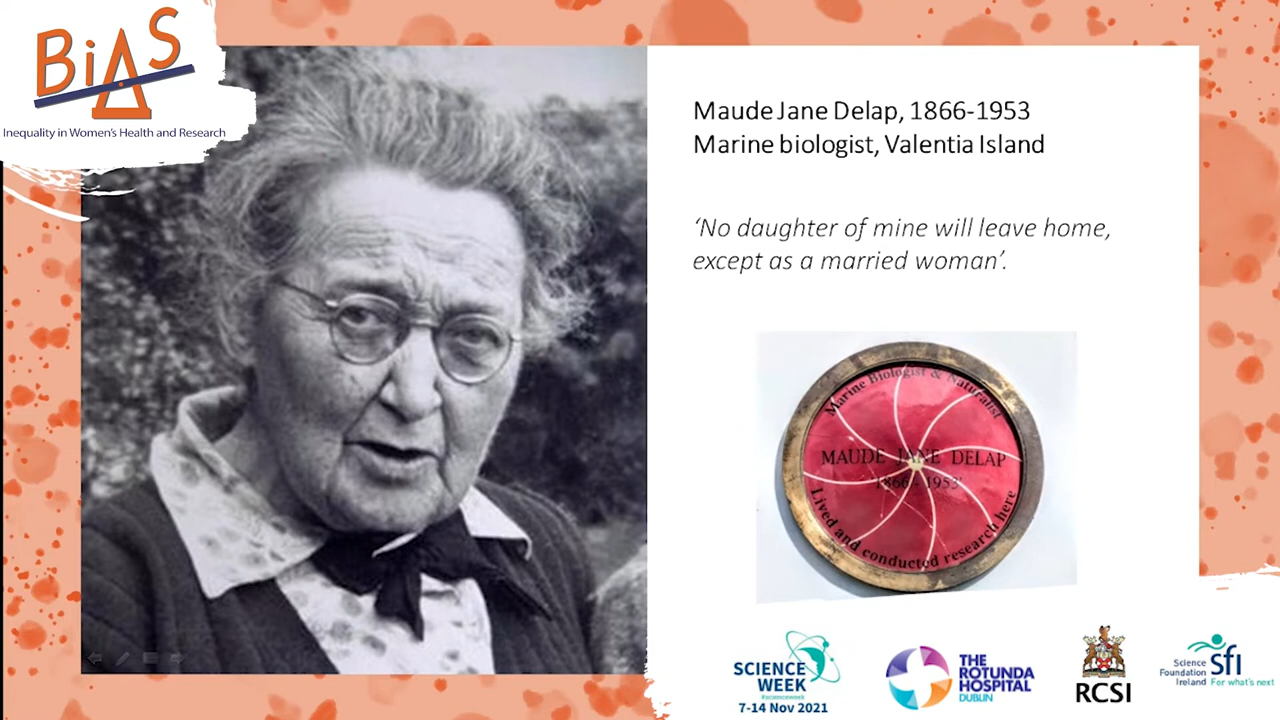 BiAS
Inequality in Women's Health and Research
Maude Jane Delap, 1866-1953
Marine biologist, Valentia Island
‘No daughter of mine will leave home,
except as a married woman’.
Marine Biologist & Naturalist
MAUDE JANE DELAP
1866 - 1953
Lived and conducted research here
SCIENCE
WEEK
#scienceweek
7-14 Nov 2021
THE
ROTUNDA
HOSPITAL
DUBLIN
RCSI
Science
Foundation
Ireland
sfi
For what's next